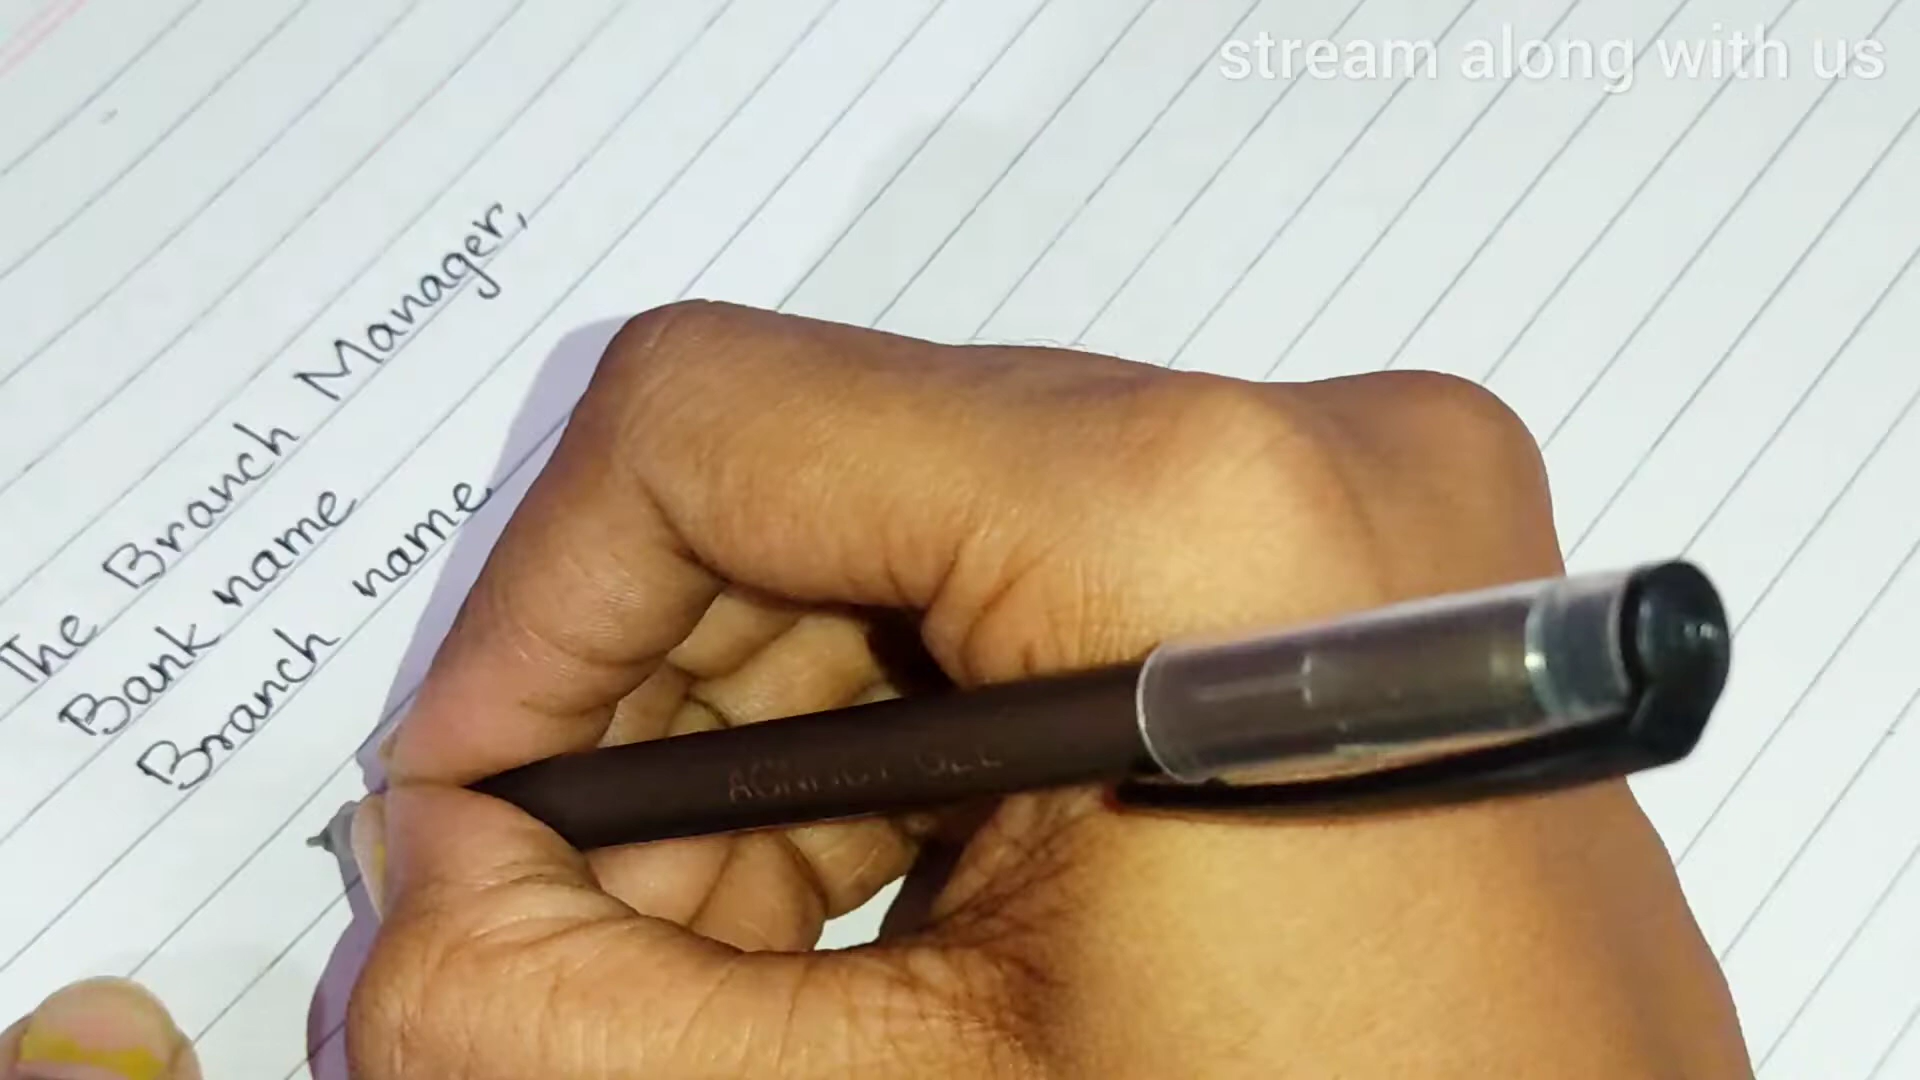 stream along with us
The Branch Manager,
Bank name
Branch name